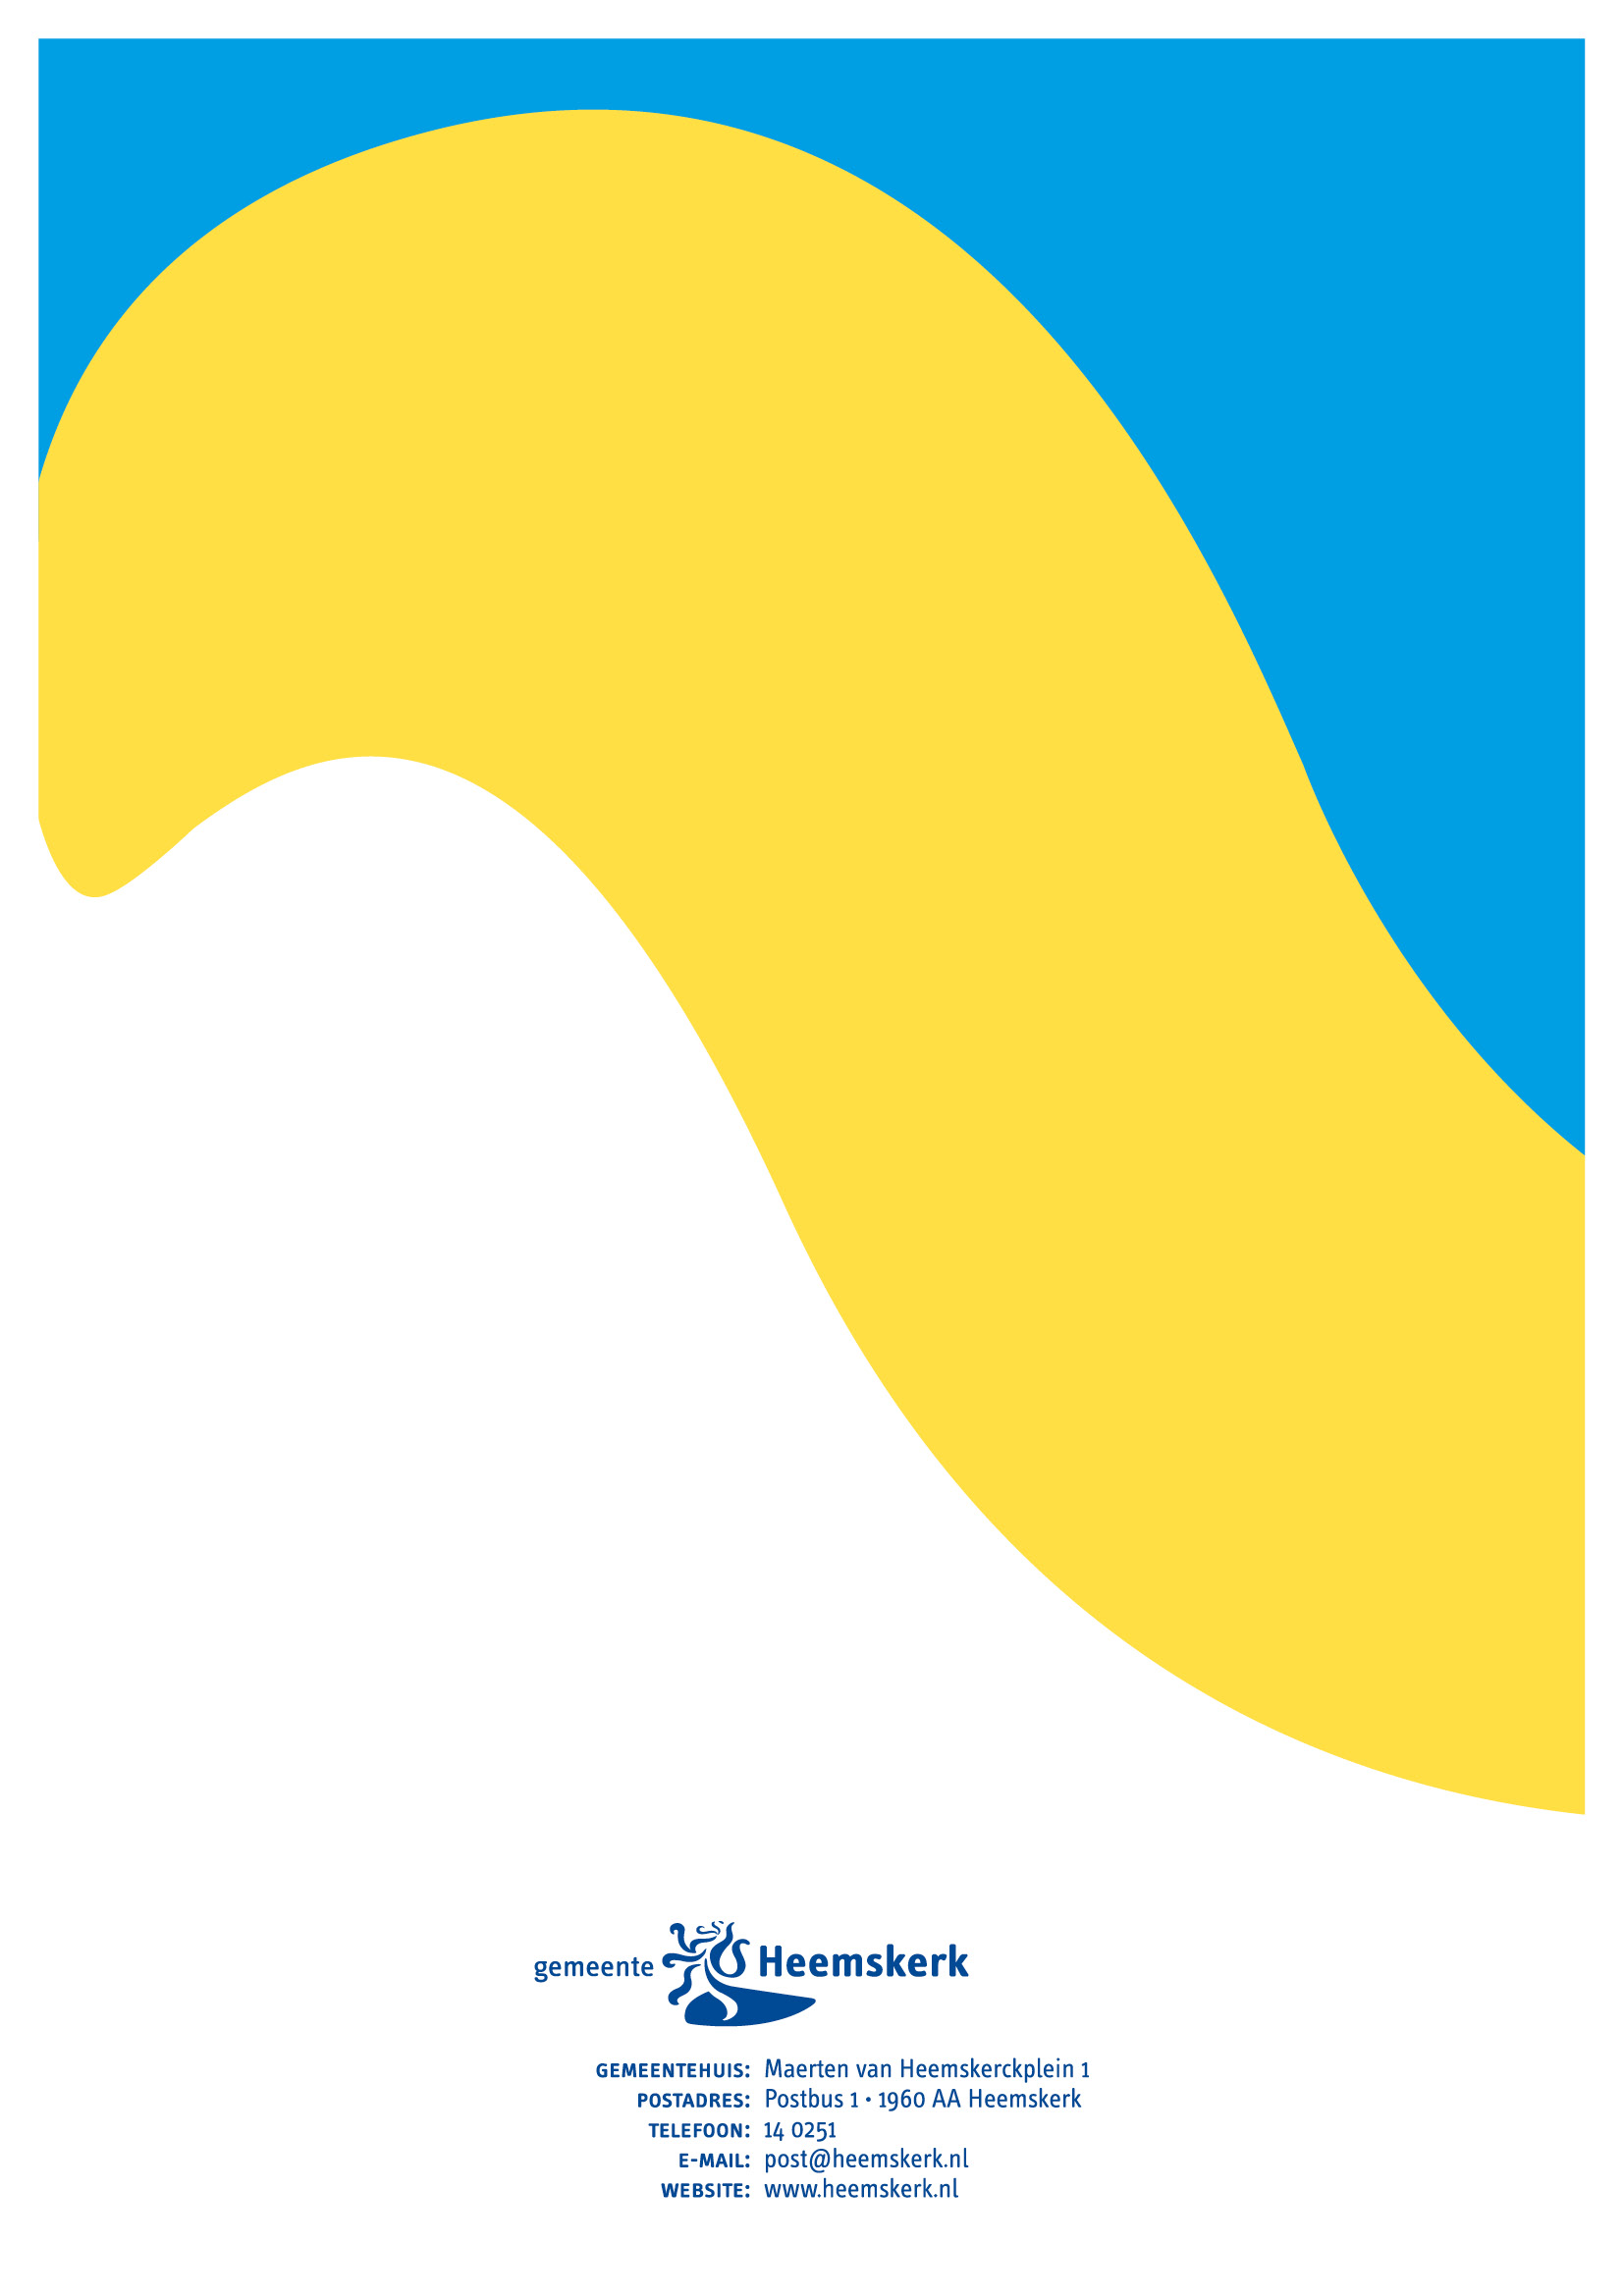 gemeente Heemskerk
GEMEENTEHUIS: Maerten van Heemskerckplein 1
POSTADRES: Postbus 1 • 1960 AA Heemskerk
TELEFOON: 14 0251
E-MAIL: post@heemskerk.nl
WEBSITE: www.heemskerk.nl